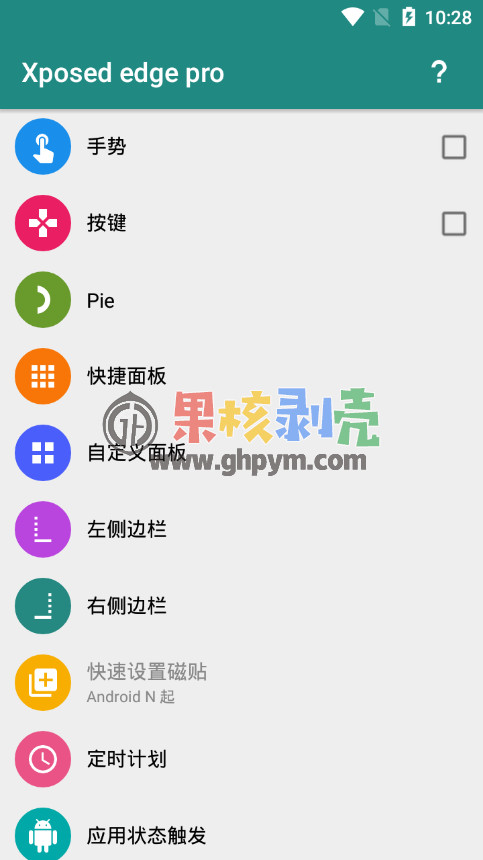 10:28
Xposed edge pro
?
手势
按键
Pie
快捷面板
果核剥壳
自定义面板
www.ghpym.com
左侧边栏
右侧边栏
快速设置磁贴
Android N 起
定时计划
应用状态触发